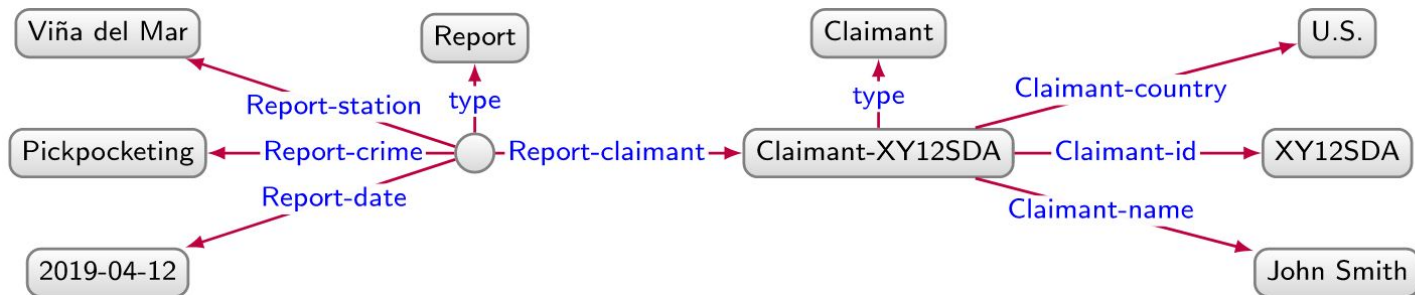 Viña del Mar
Report
Claimant
U.S.
Report-station
type
type
Claimant-country
Pickpocketing
Report-crime
Report-claimant
Claimant-XY12SDA
Claimant-id
XY12SDA
Report-date
Claimant-name
2019-04-12
John Smith